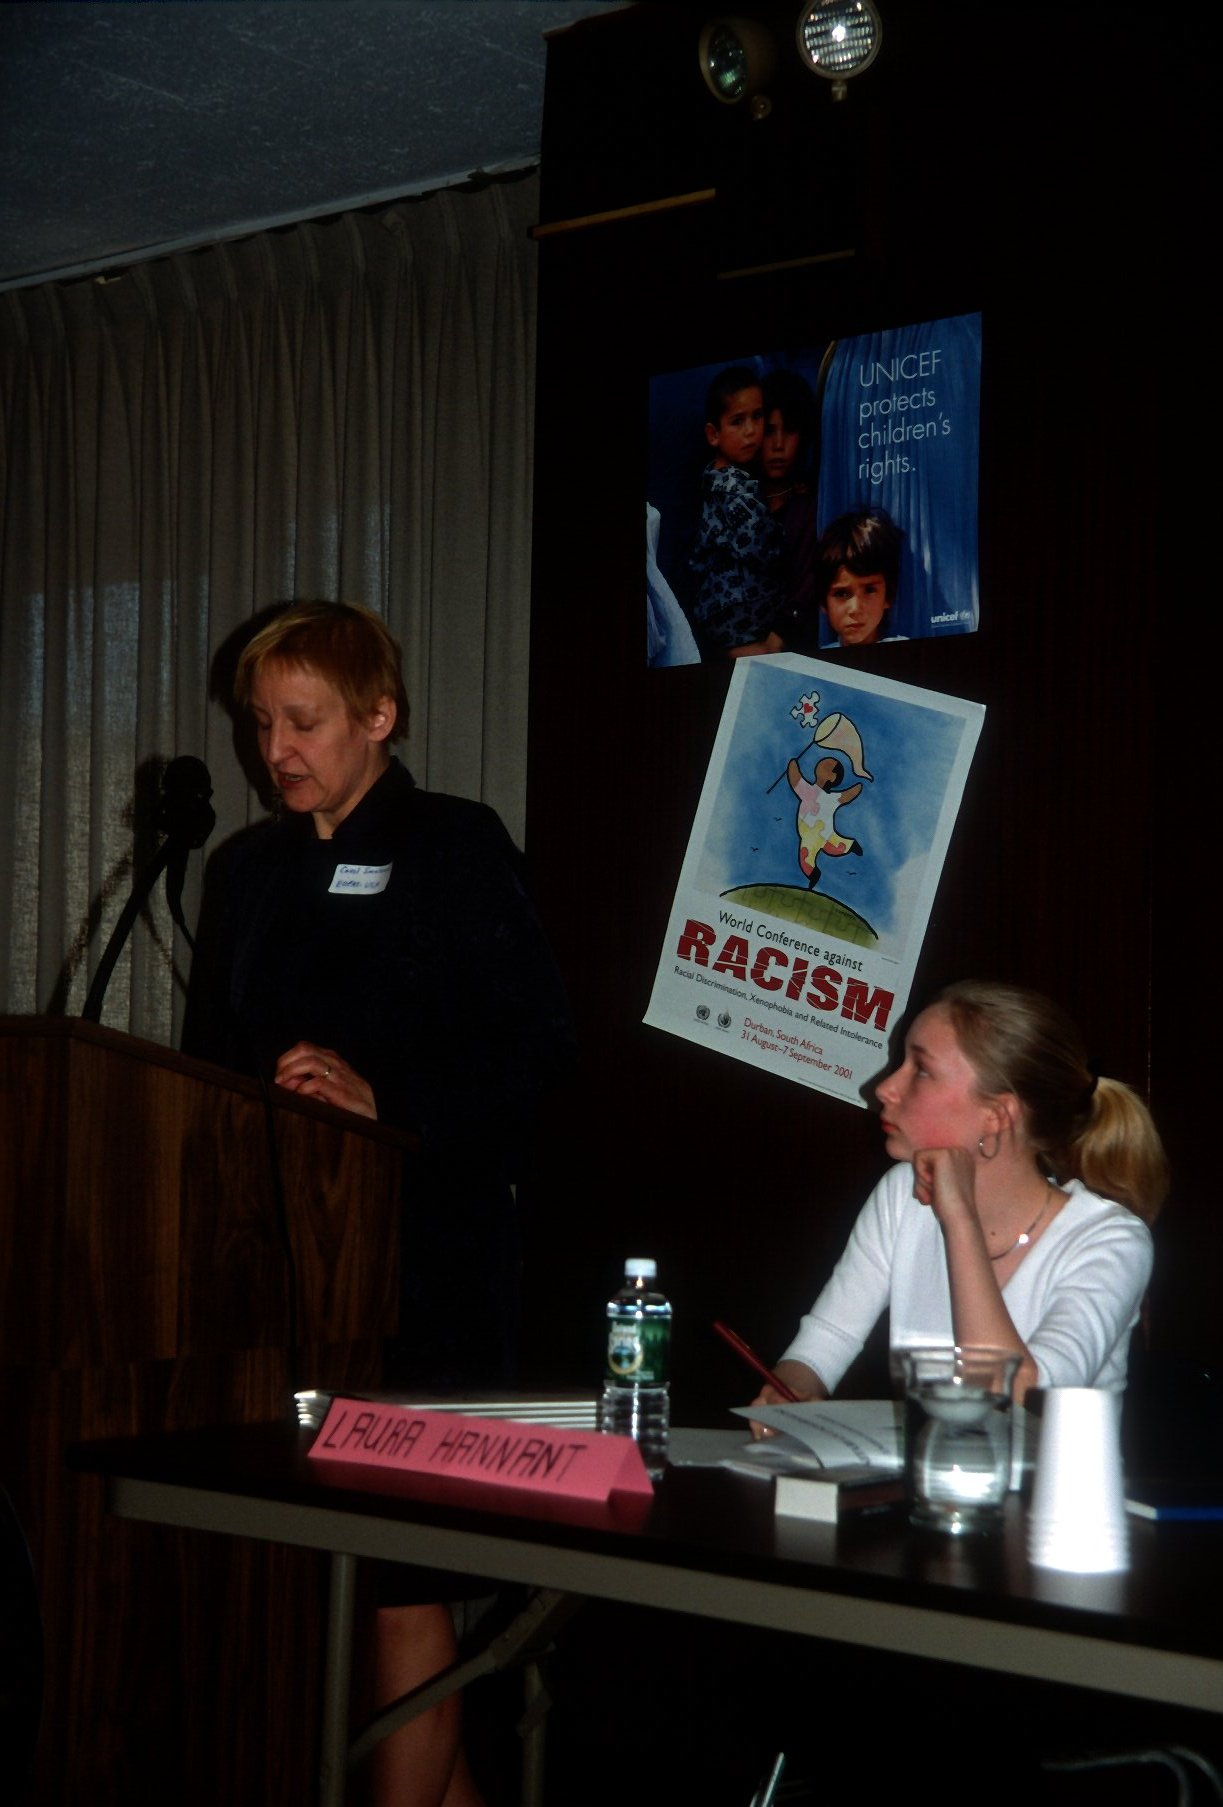 UNICEF
protects
children's
rights.
unicef
World Conference against
RACISM
Racial Discrimination, Xenophobia and Related Intolerance
Durban, South Africa
31 August–7 September 2001
Carol
LAURA HANNANT